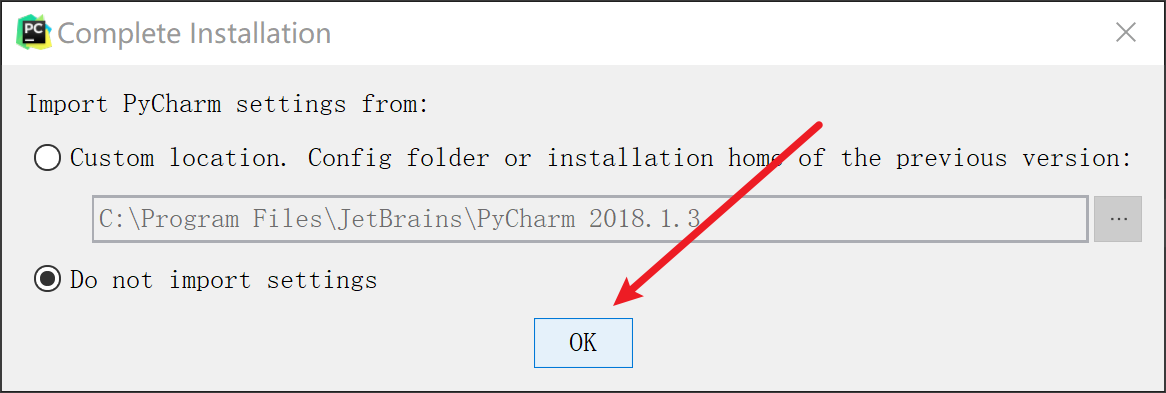 PC
Complete Installation
Import PyCharm settings from:
Custom location. Config folder or installation home of the previous version:
C:\Program Files\JetBrains\PyCharm 2018.1.3
...
Do not import settings
OK